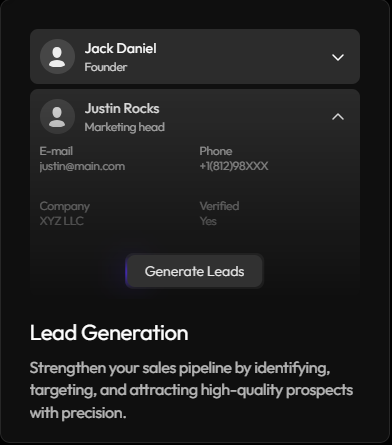 Jack Daniel
Founder
Justin Rocks
Marketing head
E-mail
Phone
justin@main.com
+1(812)98XXX
Company
Verified
XYZ LLC
Yes
Generate Leads
Lead Generation
Strengthen your sales pipeline by identifying,
targeting, and attracting high-quality prospects
with precision.